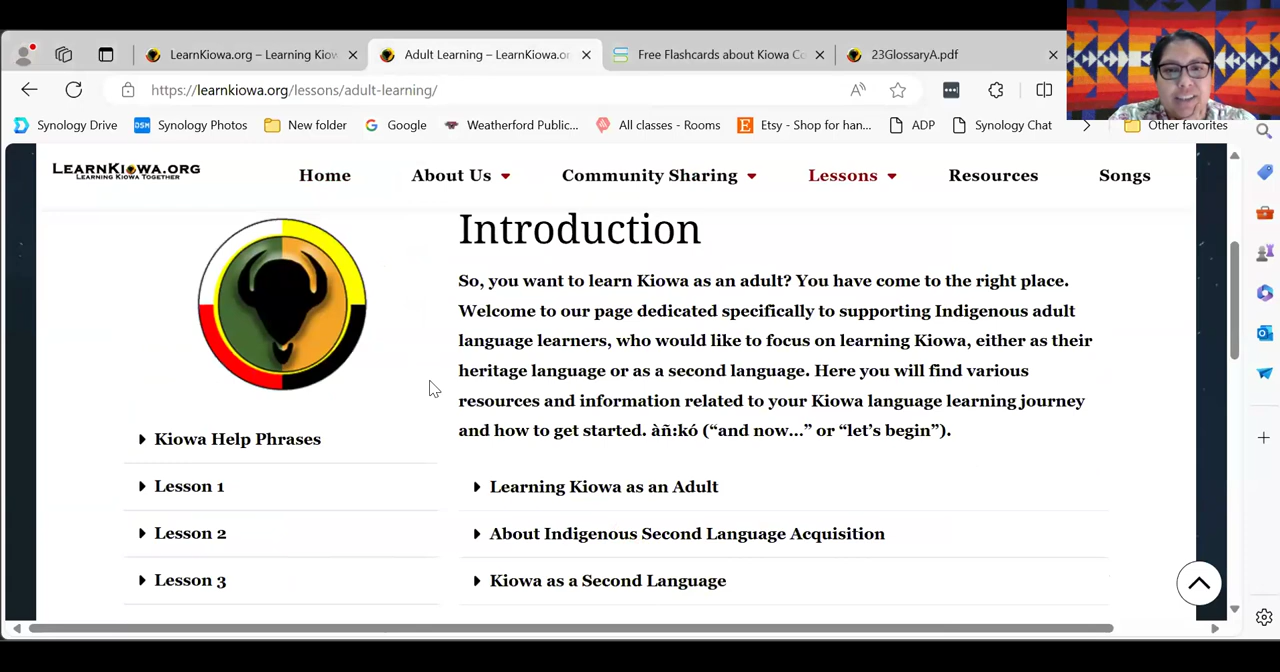 LearnKiowa.org – Learning Kiow
Adult Learning – LearnKiowa.or
Free Flashcards about Kiowa Co
23GlossaryA.pdf
https://learnkiowa.org/lessons/adult-learning/
Synology Drive
DSM
Synology Photos
New folder
Google
Weatherford Public...
All classes - Rooms
E
Etsy - Shop for han...
ADP
Synology Chat
Other favorites
LEARNKIOWA.ORG
LEARNING KIOWA TOGETHER
Home
About Us
Community Sharing
Lessons
Resources
Songs
Introduction
So, you want to learn Kiowa as an adult? You have come to the right place.
Welcome to our page dedicated specifically to supporting Indigenous adult
language learners, who would like to focus on learning Kiowa, either as their
heritage language or as a second language. Here you will find various
resources and information related to your Kiowa language learning journey
and how to get started. àñ:kó (“and now...” or “let’s begin”).
Kiowa Help Phrases
Lesson 1
Lesson 2
Lesson 3
Learning Kiowa as an Adult
About Indigenous Second Language Acquisition
Kiowa as a Second Language